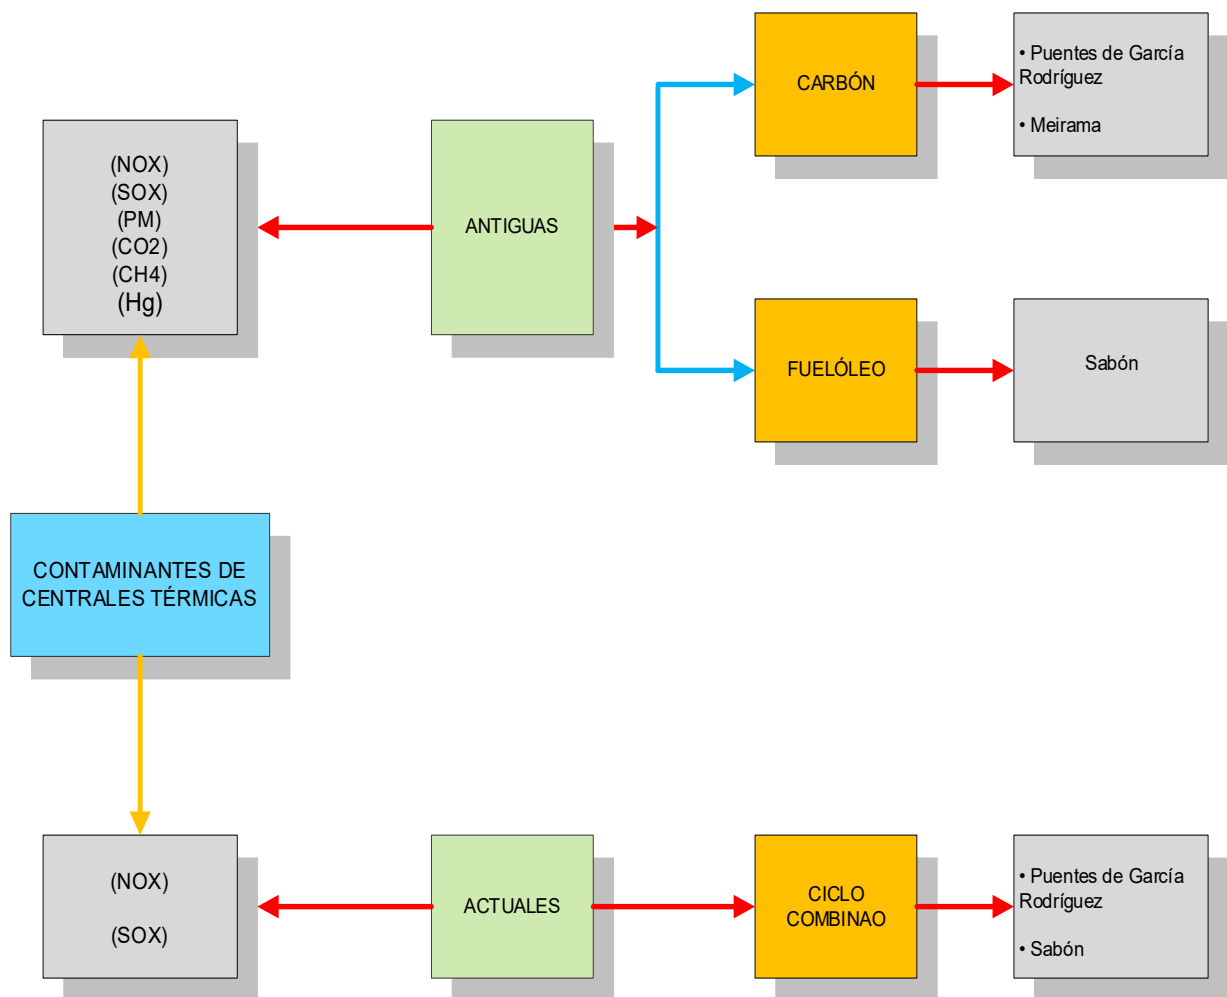 CARBÓN
• Puentes de García
Rodríguez
• Meirama
(NOX)
(SOX)
(PM)
(CO2)
(CH4)
(Hg)
ANTIGUAS
FUELÓLEO
Sabón
CONTAMINANTES DE
CENTRALES TÉRMICAS
(NOX)
(SOX)
ACTUALES
CICLO
COMBINAO
• Puentes de García
Rodríguez
• Sabón